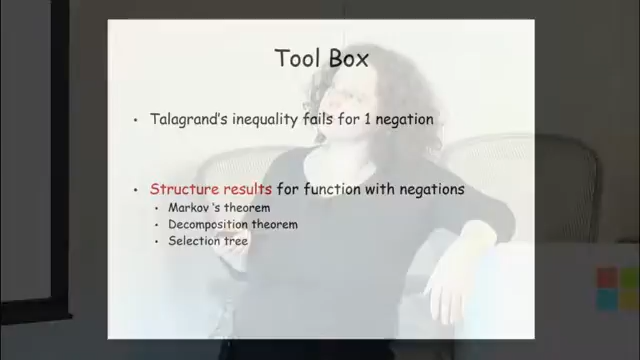 Tool Box
• Talagrand's inequality fails for 1 negation
• Structure results for function with negations
• Markov 's theorem
• Decomposition theorem
• Selection tree